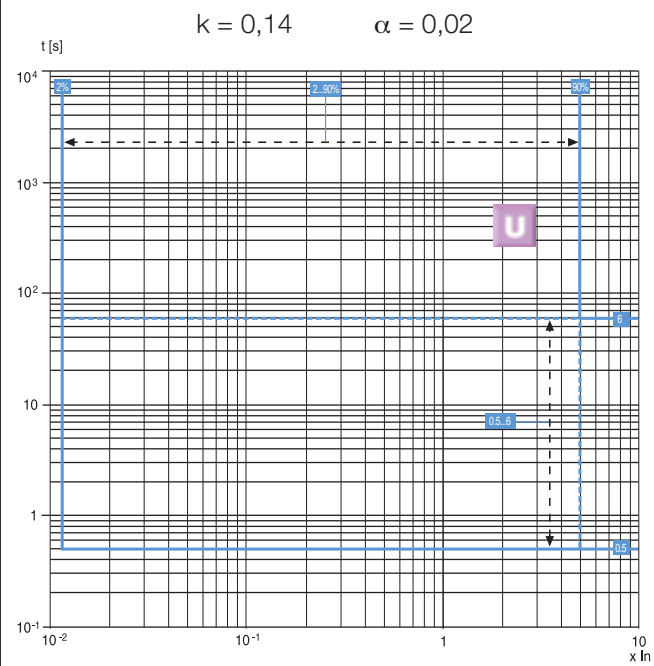 k = 0,14 α = 0,02
t [s]
10⁴
2%
2...90%
90%
10³
U
10²
6
10
0.5...6
1
0.5
10⁻¹
10⁻² 10⁻¹ 1 10
x In